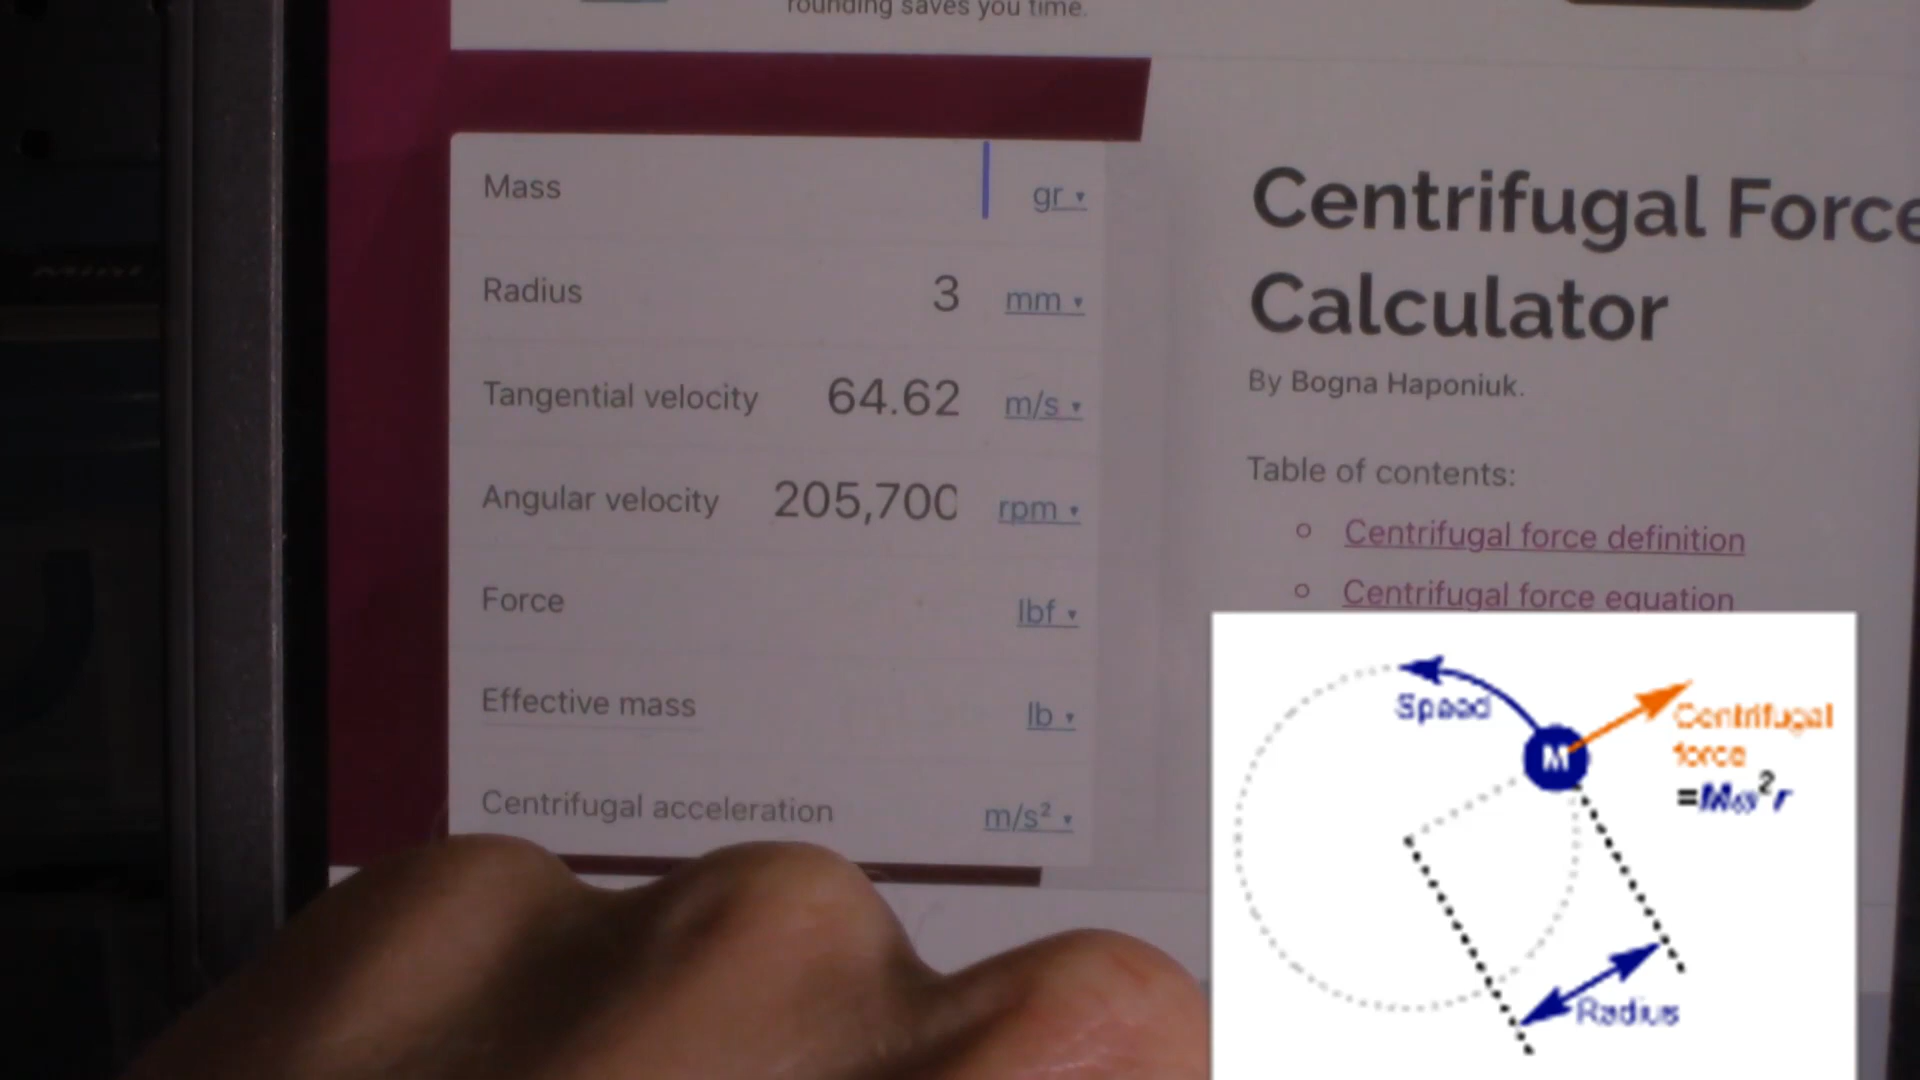 rounding saves you time.
Mass gr
Radius 3 mm
Tangential velocity 64.62 m/s
Angular velocity 205,700 rpm
Force lbf
Effective mass lb
Centrifugal acceleration m/s²
Centrifugal Force
Calculator
By Bogna Haponiuk.
Table of contents:
Centrifugal force definition
Centrifugal force equation
Speed
M
Centrifugal
force
=Mω²r
Radius